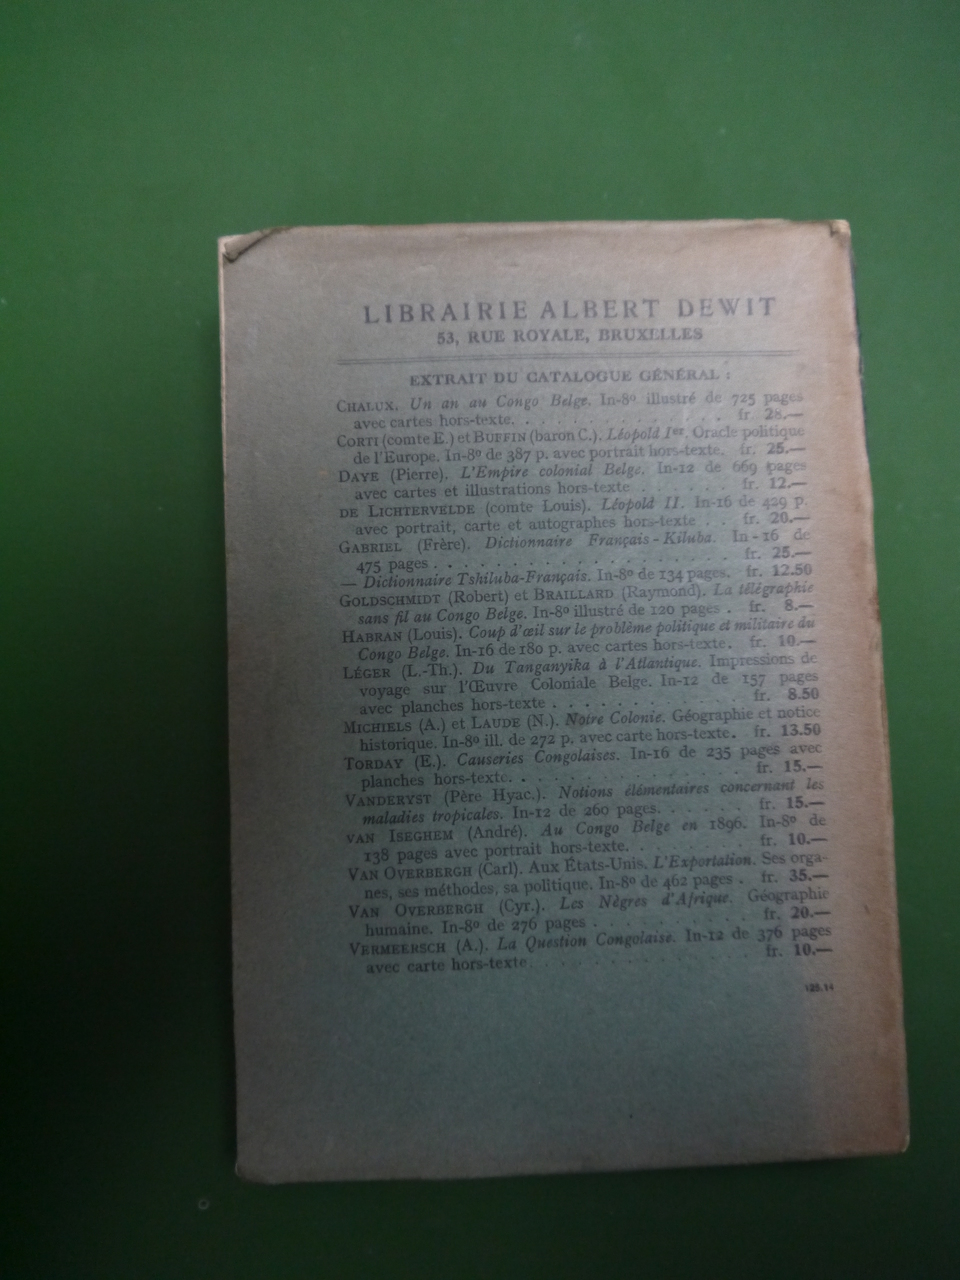 LIBRAIRIE ALBERT DEWIT
53, RUE ROYALE, BRUXELLES
EXTRAIT DU CATALOGUE GÉNÉRAL :
CHALUX. Un an au Congo Belge. In-8º illustré de 725 pages
avec cartes hors-texte. . . . . . . . . . . . fr. 28.—
CORTI (comte E.) et BUFFIN (baron C.). Léopold Ier. Oracle politique
de l'Europe. In-8º de 387 p. avec portrait hors-texte. fr. 25.—
DAYE (Pierre). L'Empire colonial Belge. In-12 de 669 pages
avec cartes et illustrations hors-texte . . . . . fr. 12.—
DE LICHTERVELDE (comte Louis). Léopold II. In-16 de 429 p.
avec portrait, carte et autographes hors-texte . . fr. 20.—
GABRIEL (Frère). Dictionnaire Français-Kiluba. In-16 de
475 pages . . . . . . . . . . . . . . . . fr. 25.—
— Dictionnaire Tshiluba-Français. In-8º de 134 pages. fr. 12.50
GOLDSCHMIDT (Robert) et BRAILLARD (Raymond). La télégraphie
sans fil au Congo Belge. In-8º illustré de 120 pages . fr. 8.—
HABRAN (Louis). Coup d'œil sur le problème politique et militaire du
Congo Belge. In-16 de 180 p. avec cartes hors-texte. fr. 10.—
LÉGER (L.-Th.). Du Tanganyika à l'Atlantique. Impressions de
voyage sur l'Œuvre Coloniale Belge. In-12 de 157 pages
avec planches hors-texte . . . . . . . . . . fr. 8.50
MICHIELS (A.) et LAUDE (N.). Notre Colonie. Géographie et notice
historique. In-8º ill. de 272 p. avec carte hors-texte. fr. 13.50
TORDAY (E.). Causeries Congolaises. In-16 de 235 pages avec
planches hors-texte. . . . . . . . . . . . . fr. 15.—
VANDERYST (Père Hyac.). Notions élémentaires concernant les
maladies tropicales. In-12 de 260 pages. . . . . . fr. 15.—
VAN ISEGHEM (André). Au Congo Belge en 1896. In-8º de
138 pages avec portrait hors-texte. . . . . . . fr. 10.—
VAN OVERBERGH (Carl). Aux États-Unis. L'Exportation. Ses orga-
nes, ses méthodes, sa politique. In-8º de 462 pages . fr. 35.—
VAN OVERBERGH (Cyr.). Les Nègres d'Afrique. Géographie
humaine. In-8º de 276 pages . . . . . . . . . fr. 20.—
VERMEERSCH (A.). La Question Congolaise. In-12 de 376 pages
avec carte hors-texte . . . . . . . . . . . fr. 10.—
125.14